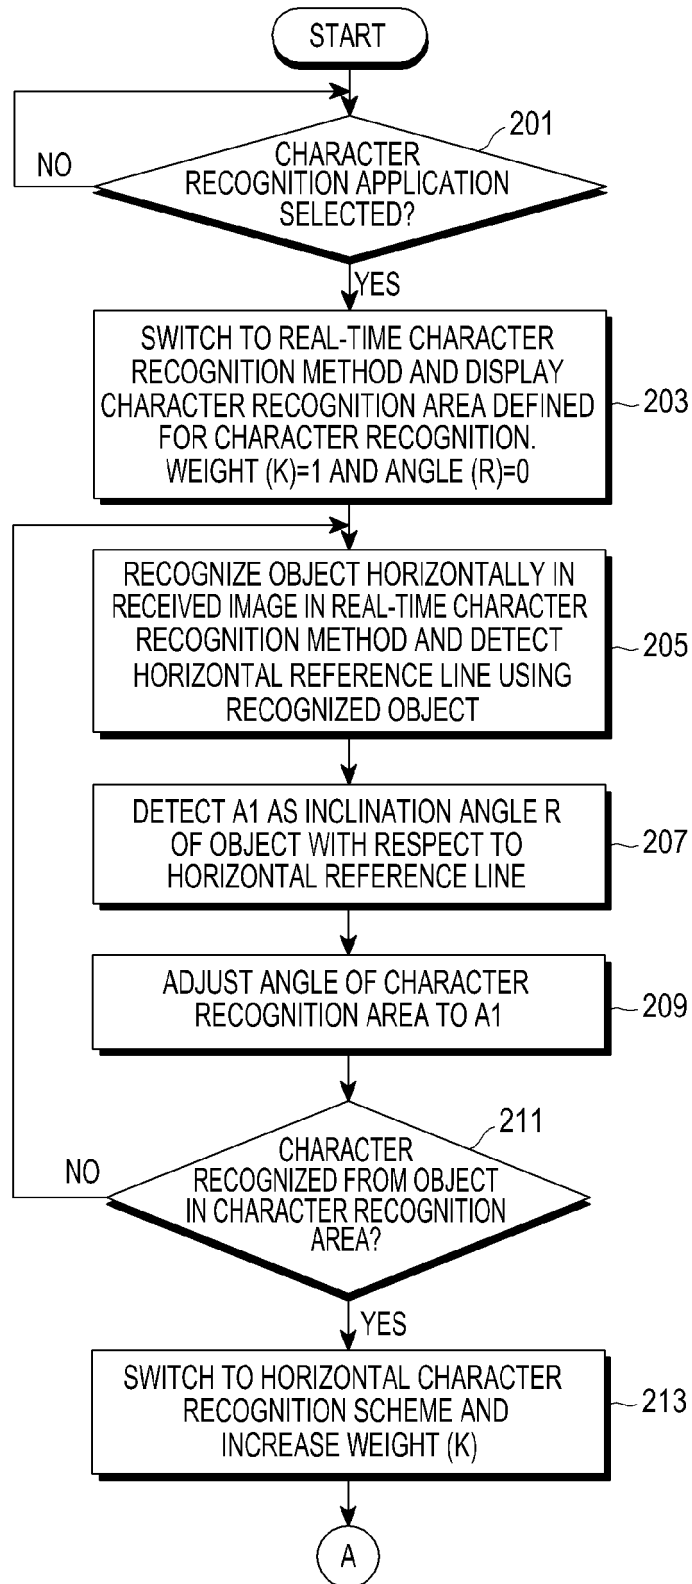 START
201
CHARACTER
RECOGNITION APPLICATION
SELECTED?
NO
YES
SWITCH TO REAL-TIME CHARACTER
RECOGNITION METHOD AND DISPLAY
CHARACTER RECOGNITION AREA DEFINED
FOR CHARACTER RECOGNITION.
WEIGHT (K)=1 AND ANGLE (R)=0
203
RECOGNIZE OBJECT HORIZONTALLY IN
RECEIVED IMAGE IN REAL-TIME CHARACTER
RECOGNITION METHOD AND DETECT
HORIZONTAL REFERENCE LINE USING
RECOGNIZED OBJECT
205
DETECT A1 AS INCLINATION ANGLE R
OF OBJECT WITH RESPECT TO
HORIZONTAL REFERENCE LINE
207
ADJUST ANGLE OF CHARACTER
RECOGNITION AREA TO A1
209
211
CHARACTER
RECOGNIZED FROM OBJECT
IN CHARACTER RECOGNITION
AREA?
NO
YES
SWITCH TO HORIZONTAL CHARACTER
RECOGNITION SCHEME AND
INCREASE WEIGHT (K)
213
A